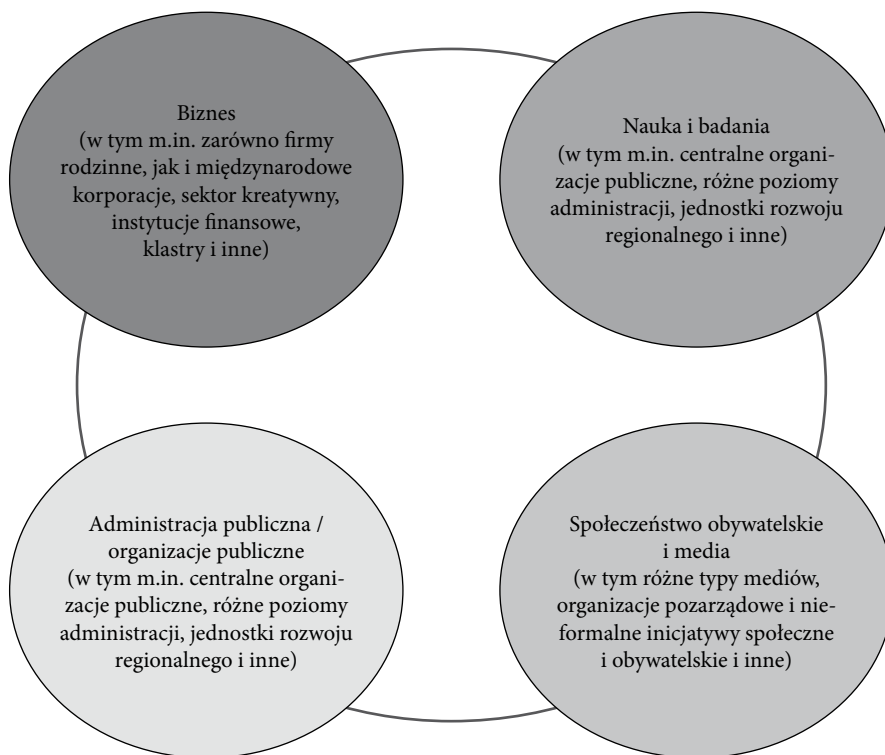 Biznes
(w tym m.in. zarówno firmy
rodzinne, jak i międzynarodowe
korporacje, sektor kreatywny,
instytucje finansowe,
klastry i inne)
Nauka i badania
(w tym m.in. centralne organi-
zacje publiczne, różne poziomy
administracji, jednostki rozwoju
regionalnego i inne)
Administracja publiczna /
organizacje publiczne
(w tym m.in. centralne organi-
zacje publiczne, różne poziomy
administracji, jednostki rozwoju
regionalnego i inne)
Społeczeństwo obywatelskie
i media
(w tym różne typy mediów,
organizacje pozarządowe i nie-
formalne inicjatywy społeczne
i obywatelskie i inne)